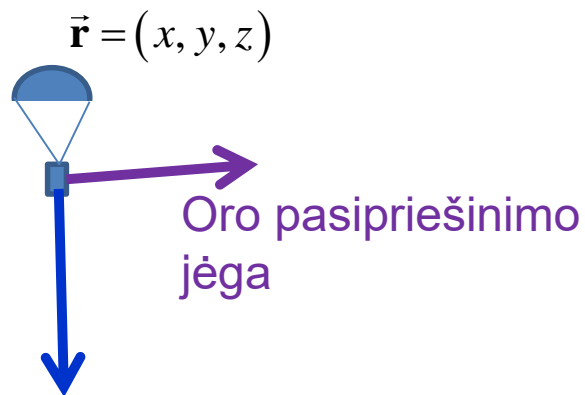 r⃗ = (x, y, z)
Oro pasipriešinimo
jėga